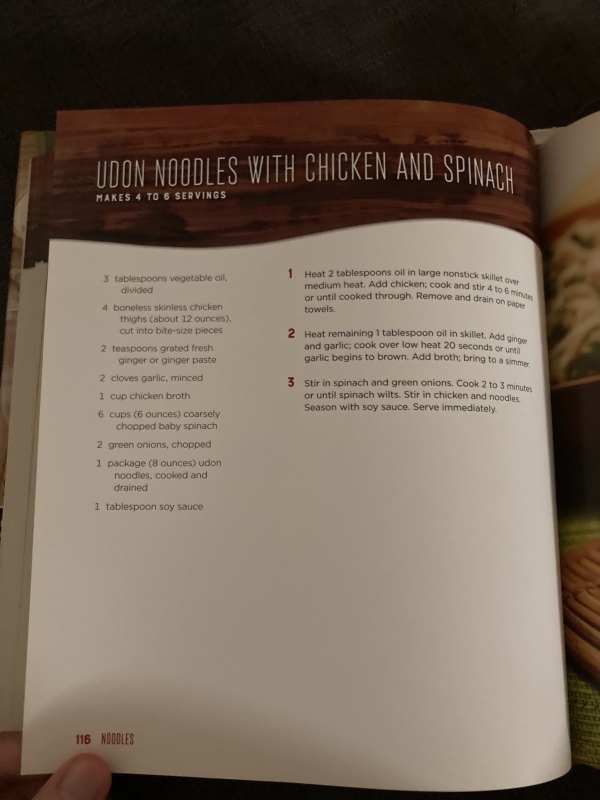 UDON NOODLES WITH CHICKEN AND SPINACH
MAKES 4 TO 6 SERVINGS
3 tablespoons vegetable oil,
divided
4 boneless skinless chicken
thighs (about 12 ounces),
cut into bite-size pieces
2 teaspoons grated fresh
ginger or ginger paste
2 cloves garlic, minced
1 cup chicken broth
6 cups (6 ounces) coarsely
chopped baby spinach
2 green onions, chopped
1 package (8 ounces) udon
noodles, cooked and
drained
1 tablespoon soy sauce
1 Heat 2 tablespoons oil in large nonstick skillet over
medium heat. Add chicken; cook and stir 4 to 6 minutes
or until cooked through. Remove and drain on paper
towels.
2 Heat remaining 1 tablespoon oil in skillet. Add ginger
and garlic; cook over low heat 20 seconds or until
garlic begins to brown. Add broth; bring to a simmer.
3 Stir in spinach and green onions. Cook 2 to 3 minutes
or until spinach wilts. Stir in chicken and noodles.
Season with soy sauce. Serve immediately.
116 NOODLES